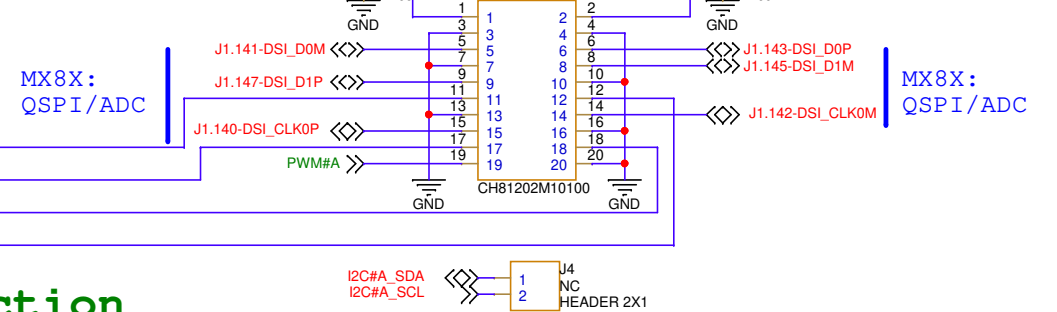 GND
GND
1
3
5
7
9
11
13
15
17
19
1
3
5
7
9
11
13
15
17
19
2
4
6
8
10
12
14
16
18
20
2
4
6
8
10
12
14
16
18
20
J1.141-DSI_D0M
J1.147-DSI_D1P
J1.140-DSI_CLK0P
PWM#A
MX8X:
QSPI/ADC
J1.143-DSI_D0P
J1.145-DSI_D1M
J1.142-DSI_CLK0M
MX8X:
QSPI/ADC
CH81202M10100
GND
GND
I2C#A_SDA
I2C#A_SCL
1
2
J4
NC
HEADER 2X1
ction